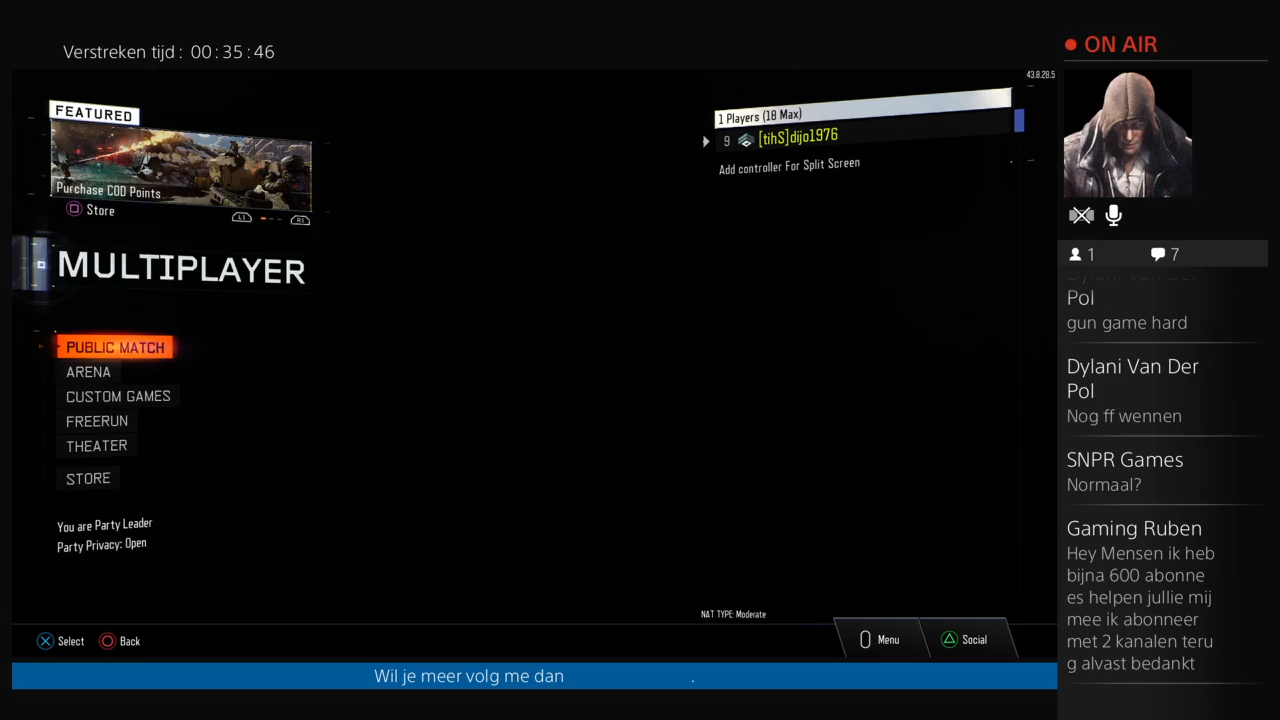 Verstreken tijd: 00:35:46
ON AIR
43.8.28.5
FEATURED
Purchase COD Points
Store
L1
R1
1 Players (18 Max)
9 [tihS]dijo1976
Add controller For Split Screen
MULTIPLAYER
PUBLIC MATCH
ARENA
CUSTOM GAMES
FREERUN
THEATER
STORE
You are Party Leader
Party Privacy: Open
NAT TYPE: Moderate
Select
Back
Menu
Social
Wil je meer volg me dan .
1
7
Dylani Van Der
Pol
gun game hard
Dylani Van Der
Pol
Nog ff wennen
SNPR Games
Normaal?
Gaming Ruben
Hey Mensen ik heb
bijna 600 abonne
es helpen jullie mij
mee ik abonneer
met 2 kanalen teru
g alvast bedankt